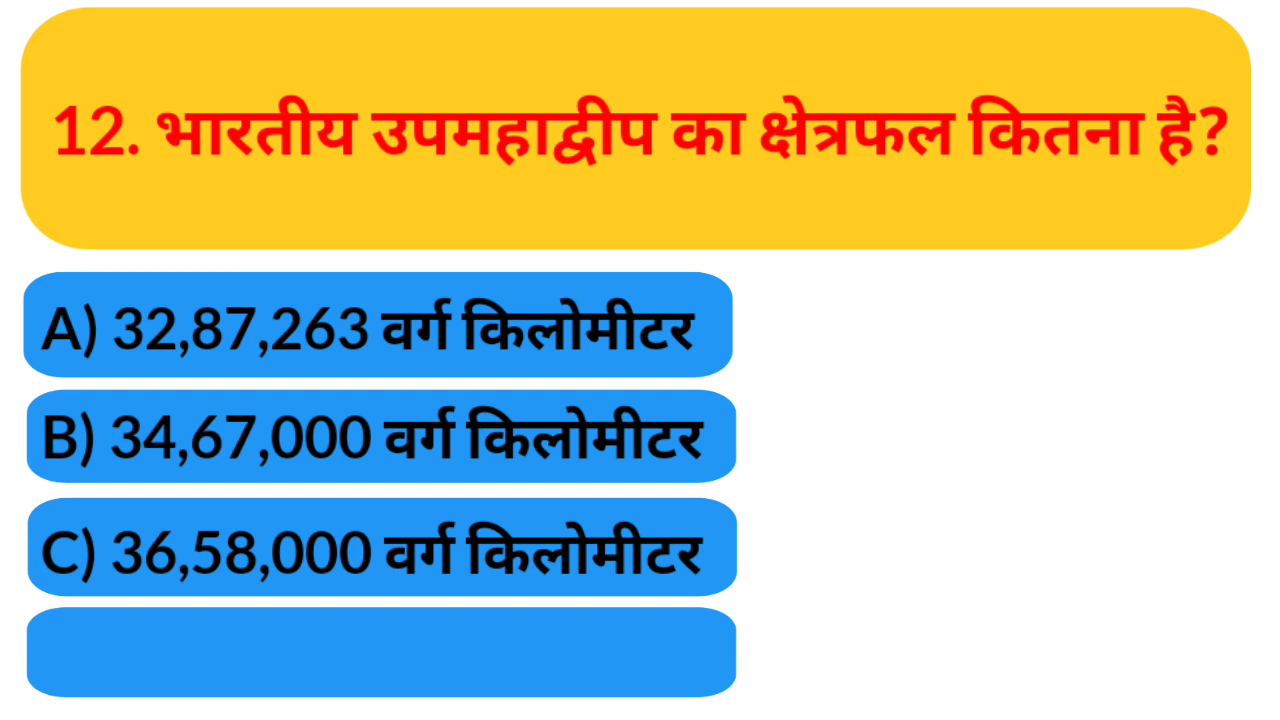 12. भारतीय उपमहाद्वीप का क्षेत्रफल कितना है?
A) 32,87,263 वर्ग किलोमीटर
B) 34,67,000 वर्ग किलोमीटर
C) 36,58,000 वर्ग किलोमीटर